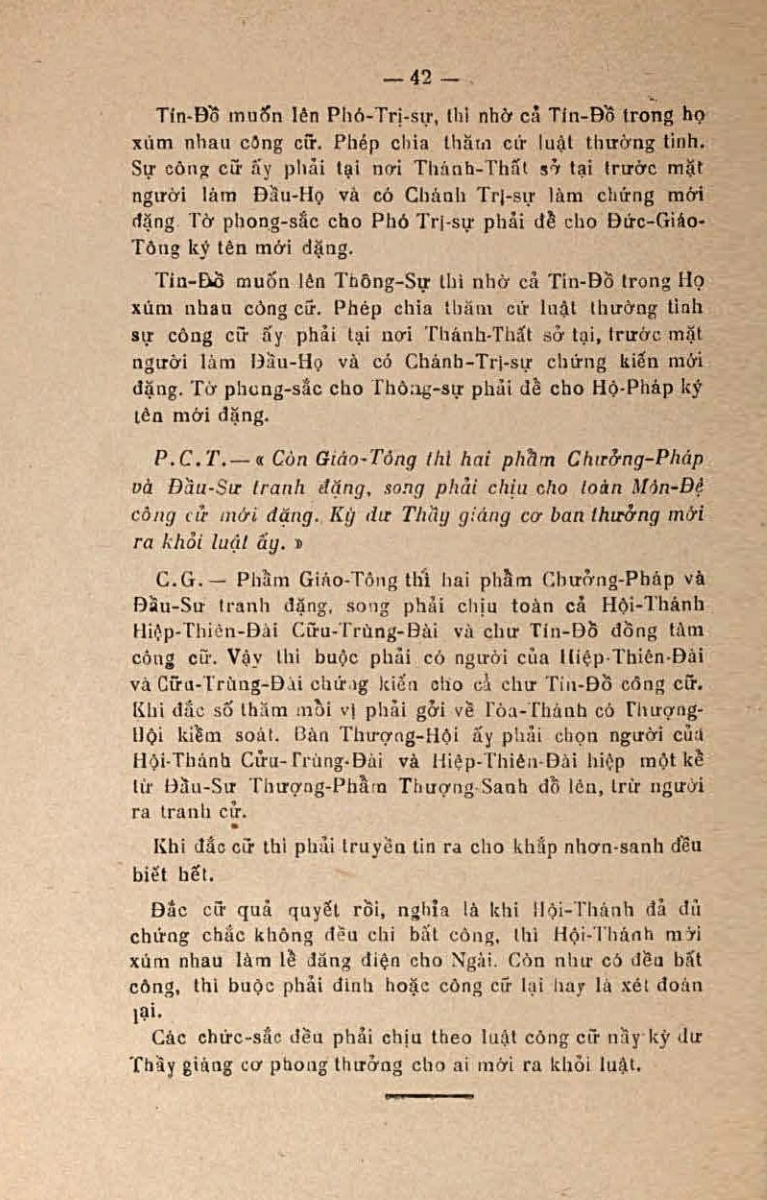 — 42 —
Tín-Đồ muốn lên Phó-Trị-sự, thì nhờ cả Tín-Đồ trong họ
xúm nhau công cữ. Phép chia thăm cứ luật thường tình.
Sự công cữ ấy phải tại nơi Thánh-Thất sở tại trước mặt
người làm Đầu-Họ và có Chánh Trị-sự làm chứng mới
đặng. Tờ phong-sắc cho Phó Trị-sự phải để cho Đức-Giáo-
Tông ký tên mới dặng.
Tín-Đồ muốn lên Thông-Sự thì nhờ cả Tín-Đồ trong Họ
xúm nhau công cữ. Phép chia thăm cứ luật thường tình
sự công cữ ấy phải tại nơi Thánh-Thất sở tại, trước mặt
người làm Đầu-Họ và có Chánh-Trị-sự chứng kiến mới
đặng. Tờ phong-sắc cho Thông-sự phải để cho Hộ-Pháp ký
tên mới đặng.
P.C.T.— « Còn Giáo-Tông thì hai phẩm Chưởng-Pháp
và Đầu-Sư tranh đặng, song phải chịu cho toàn Môn-Đệ
công cử mới đặng. Kỳ dư Thầy giáng cơ ban thưởng mới
ra khỏi luật ấy. »
C.G.— Phẩm Giáo-Tông thì hai phẩm Chưởng-Pháp và
Đầu-Sư tranh đặng, song phải chịu toàn cả Hội-Thánh
Hiệp-Thiên-Đài Cữu-Trùng-Đài và chư Tín-Đồ đồng tâm
công cữ. Vậy thì buộc phải có người của Hiệp-Thiên-Đài
và Cữu-Trùng-Đài chứng kiến cho cả chư Tín-Đồ công cữ.
Khi đắc số thăm mỗi vị phải gởi về Tòa-Thánh có Thượng-
Hội kiểm soát. Bàn Thượng-Hội ấy phải chọn người của
Hội-Thánh Cửu-Trùng-Đài và Hiệp-Thiên-Đài hiệp một kể
từ Đầu-Sư Thượng-Phẩm Thượng-Sanh đổ lên, trừ người
ra tranh cử.
Khi đắc cữ thì phải truyền tin ra cho khắp nhơn-sanh đều
biết hết.
Đắc cữ quả quyết rồi, nghĩa là khi Hội-Thánh đã đủ
chứng chắc không đều chi bất công, thì Hội-Thánh mới
xúm nhau làm lễ đăng điện cho Ngài. Còn như có đều bất
công, thì buộc phải đình hoặc công cữ lại hay là xét đoán
lại.
Các chức-sắc đều phải chịu theo luật công cữ nầy kỳ dư
Thầy giáng cơ phong thưởng cho ai mới ra khỏi luật.